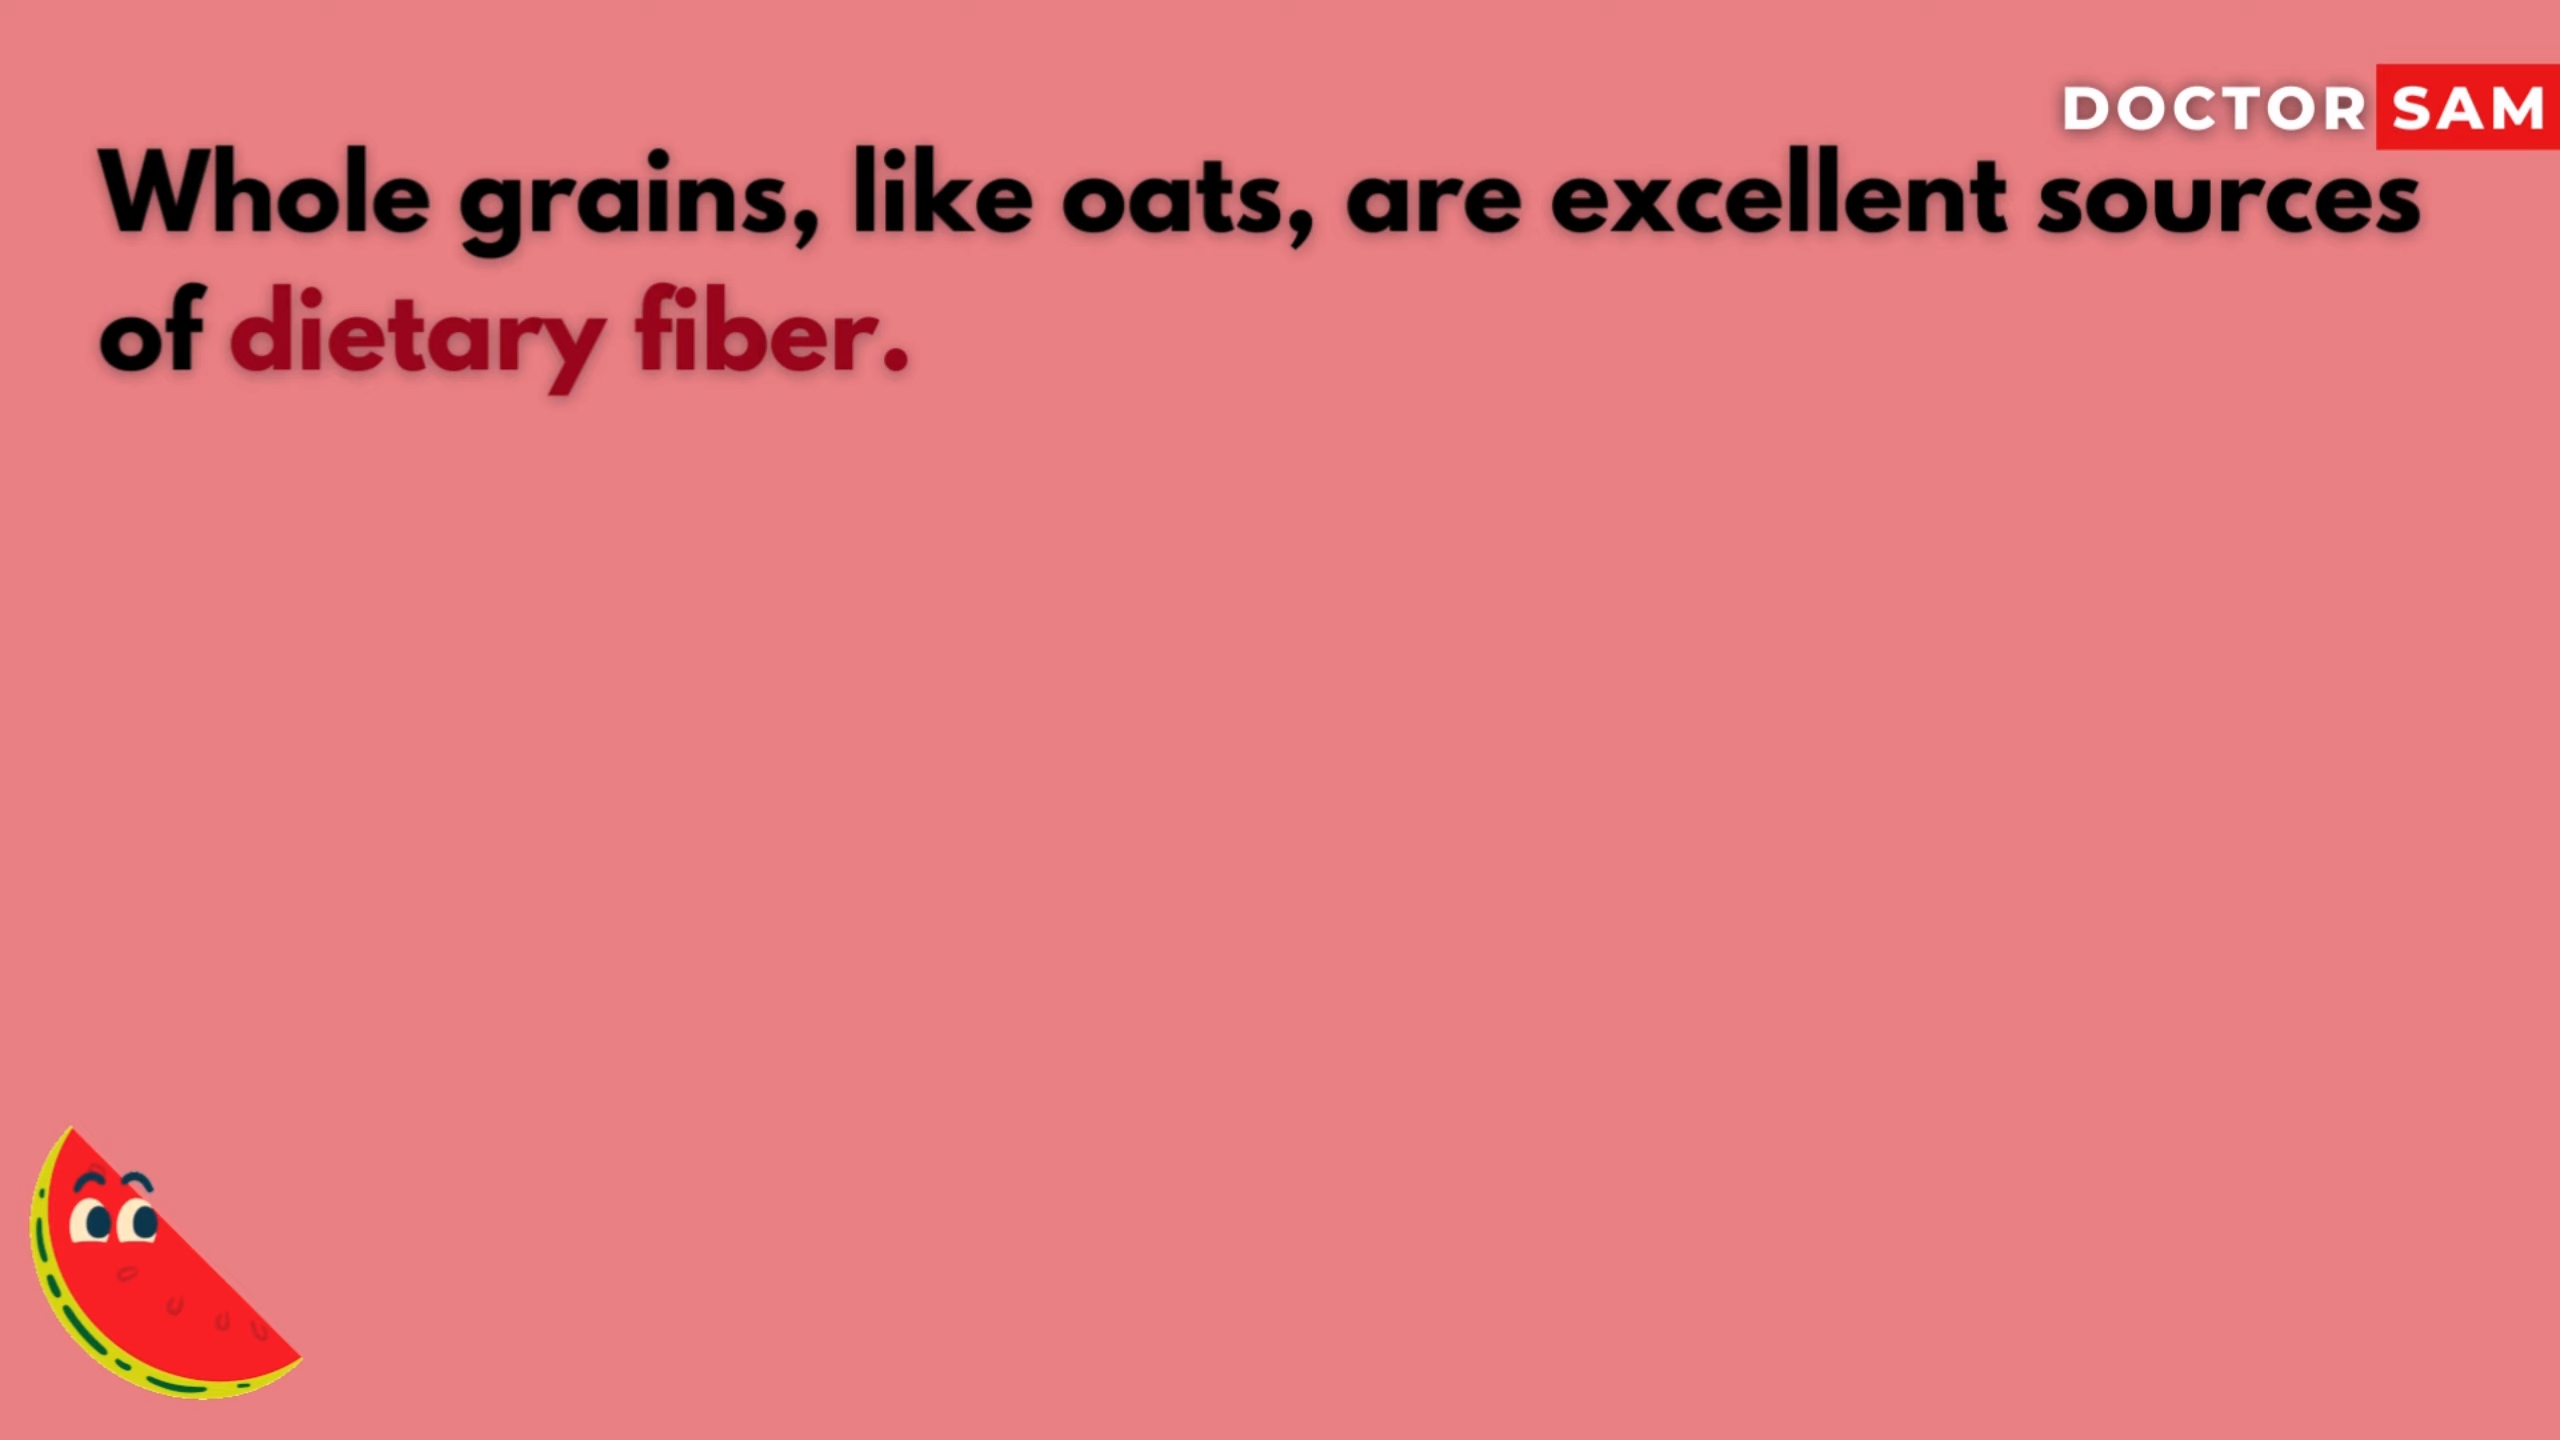 DOCTOR SAM
Whole grains, like oats, are excellent sources
of dietary fiber.